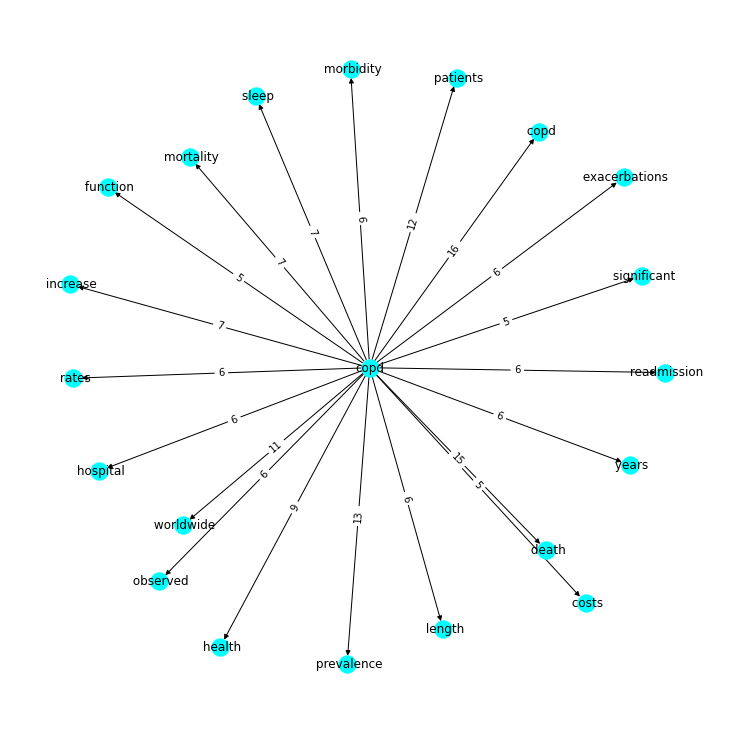 morbidity
patients
sleep
copd
mortality
exacerbations
function
6
12
7
16
7
6
5
significant
increase
7
5
copd
6
6
readmission
rates
6
6
11
15
years
hospital
6
5
6
9
13
worldwide
death
observed
costs
length
health
prevalence